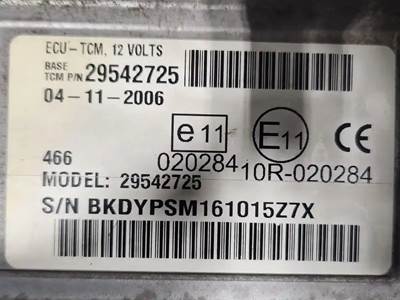 ECU-TCM, 12 VOLTS
BASE
TCM P/N 29542725
04-11-2006
e11 E11 CE
466 020284 10R-020284
MODEL: 29542725
S/N BKDYPSM161015Z7X